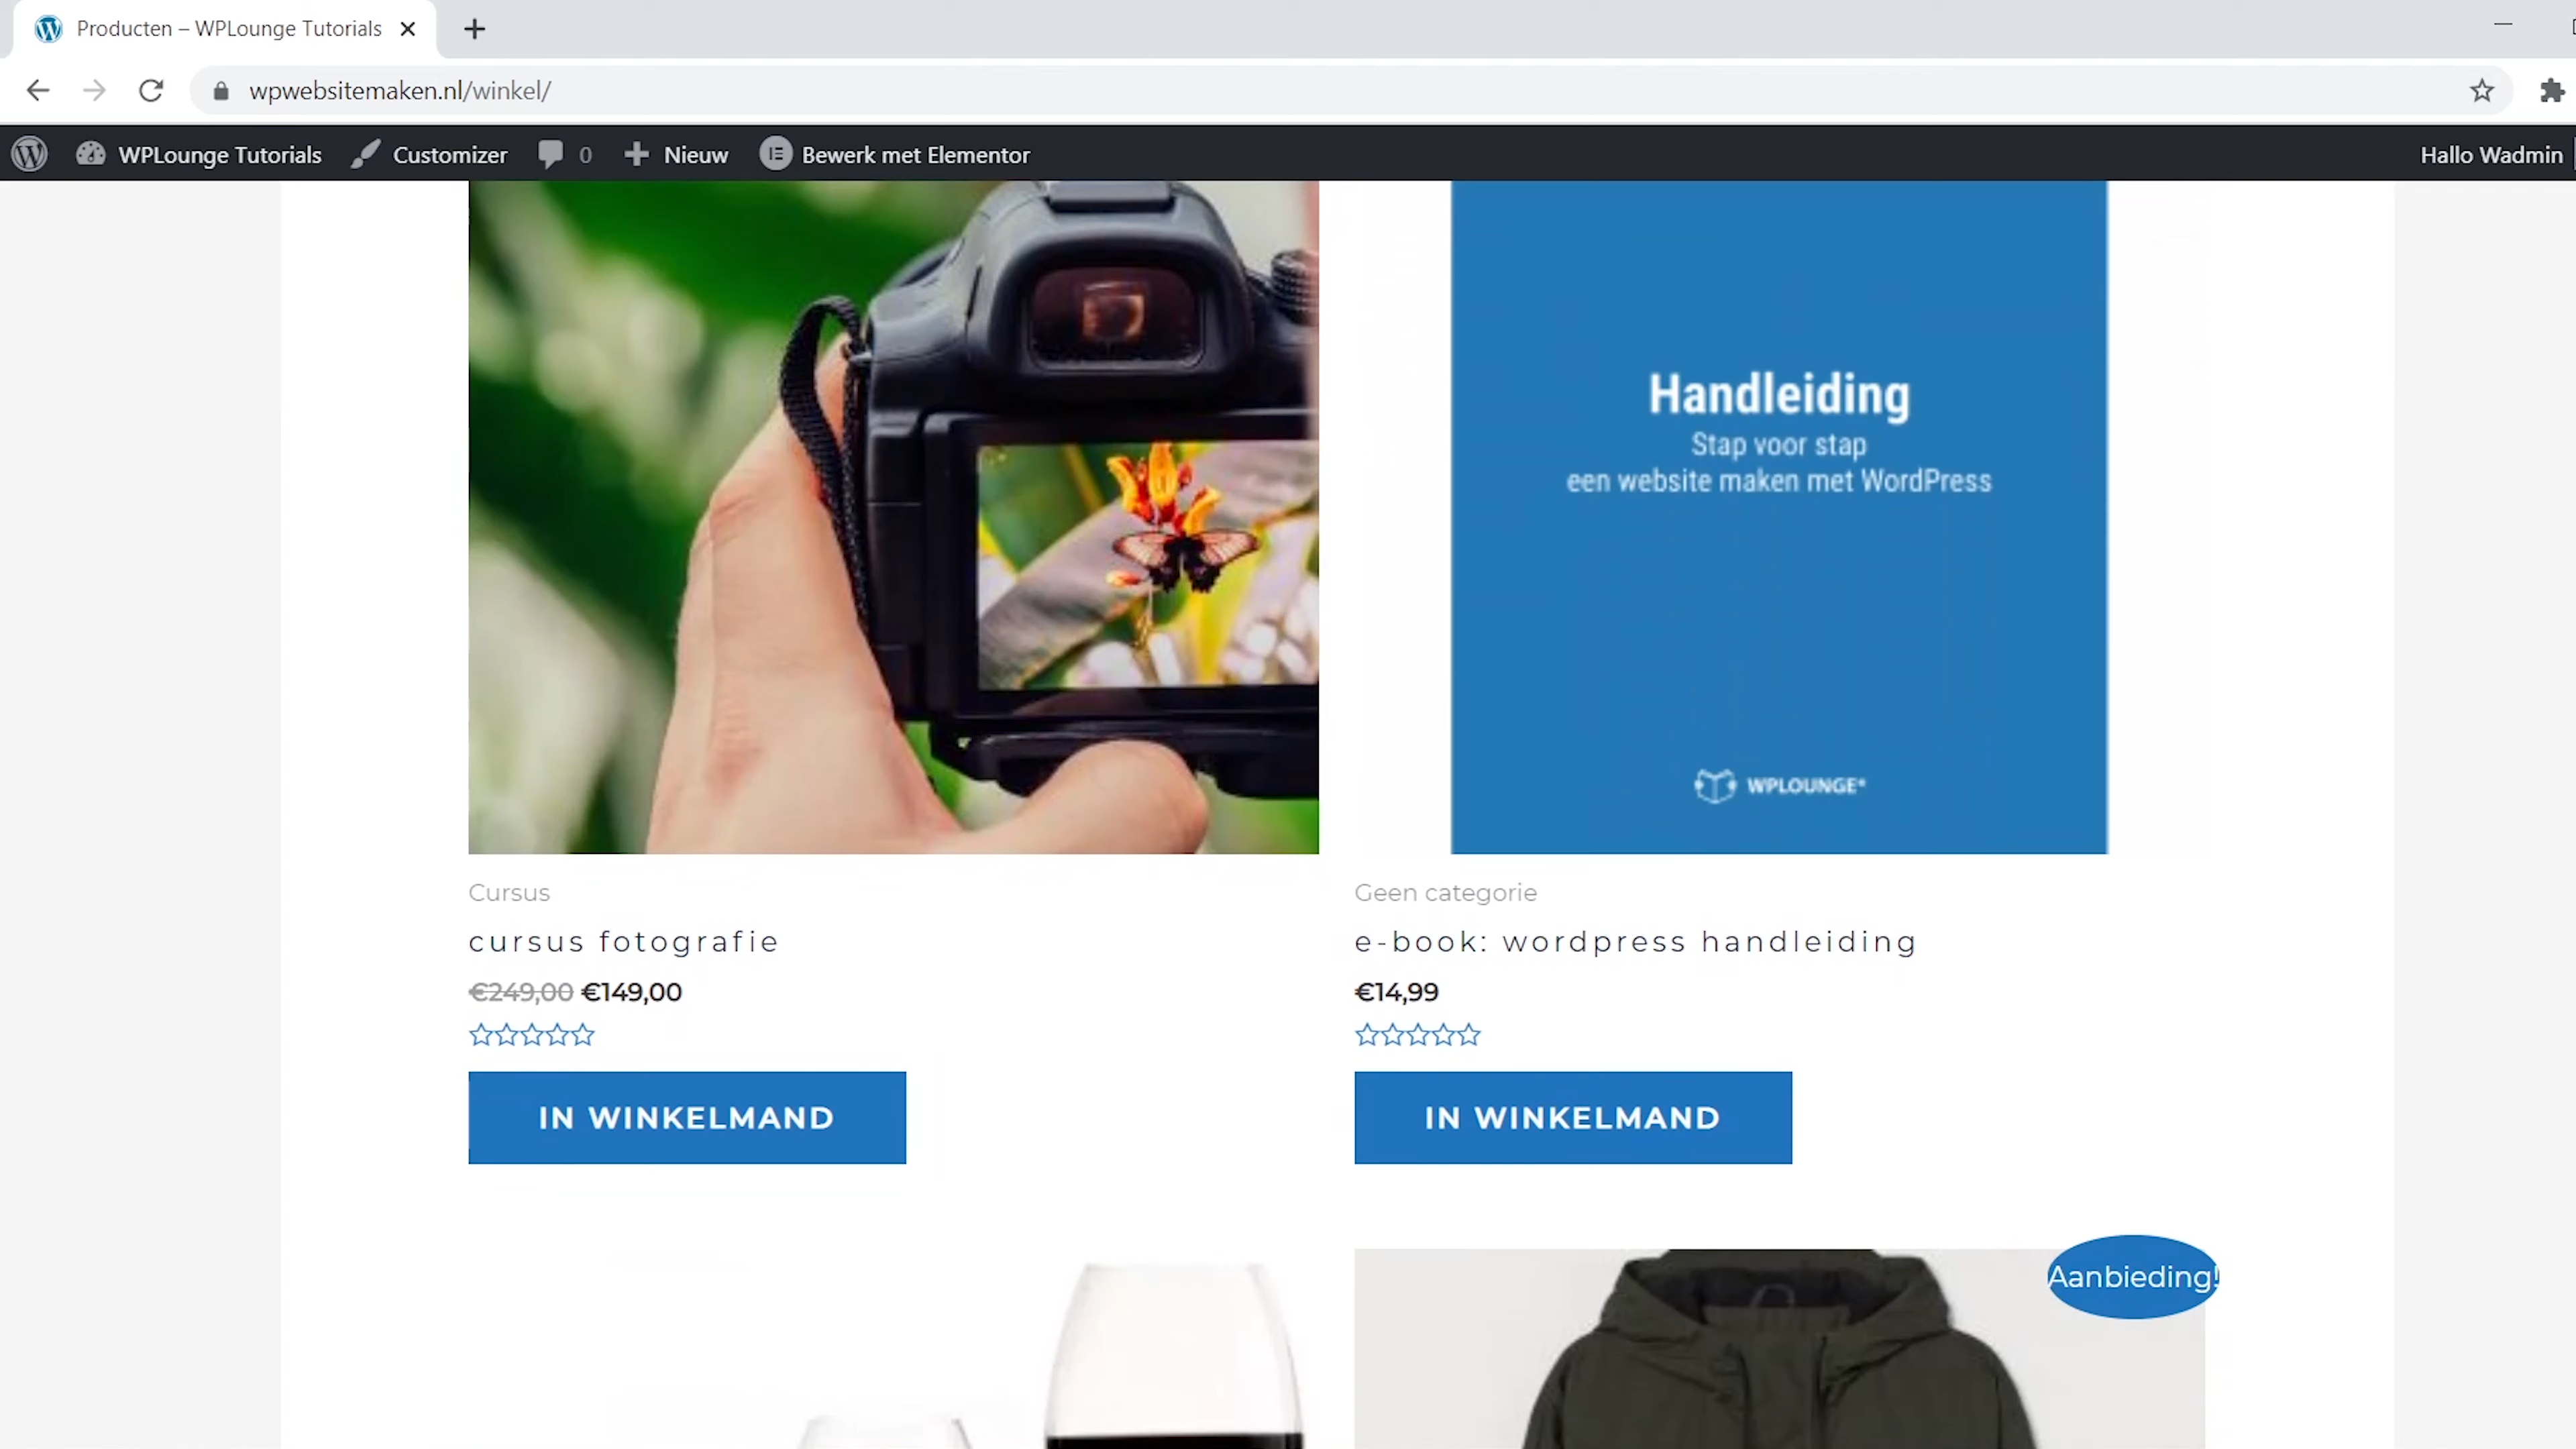 Producten – WPLounge Tutorials
wpwebsitemaken.nl/winkel/
WPLounge Tutorials Customizer 0 Nieuw Bewerk met Elementor Hallo Wadmin
Handleiding
Stap voor stap
een website maken met WordPress
WPLOUNGE®
Cursus
cursus fotografie
€249,00 €149,00
IN WINKELMAND
Geen categorie
e-book: wordpress handleiding
€14,99
IN WINKELMAND
Aanbieding!